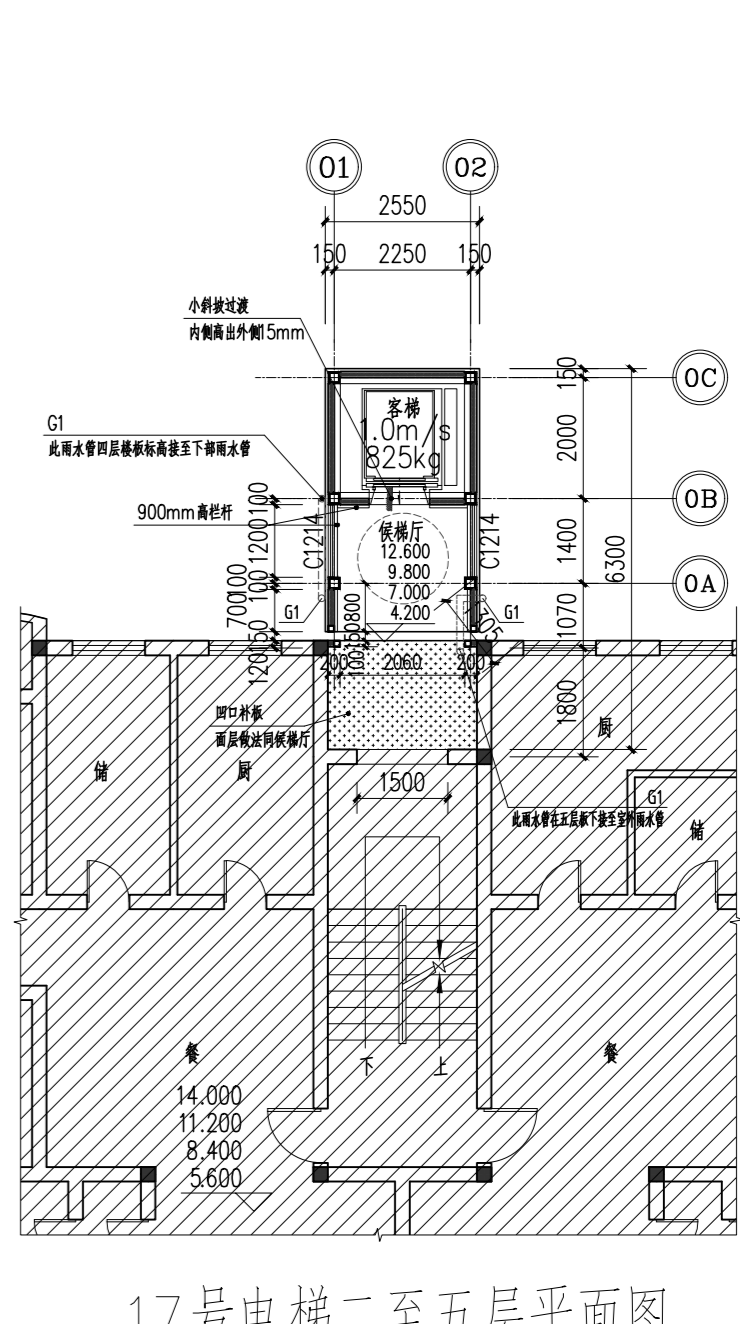 01
02
2550
150
2250
150
小斜坡过渡
内侧高出外侧15mm
0C
150
客梯
1.0m/s
825kg
2000
G1
此雨水管四层楼板标高接至下部雨水管
0B
900mm高栏杆
100
1200
100
100
700
150
120
C1214
候梯厅
12.600
9.800
7.000
4.200
C1214
1400
6300
0A
G1
800
150
100
1305
G1
1070
200
2060
200
1800
凹口补板
面层做法同候梯厅
储
厨
厨
1500
G1
此雨水管在五层板下接至室外雨水管
储
下
上
餐
餐
14.000
11.200
8.400
5.600
17号电梯二至五层平面图